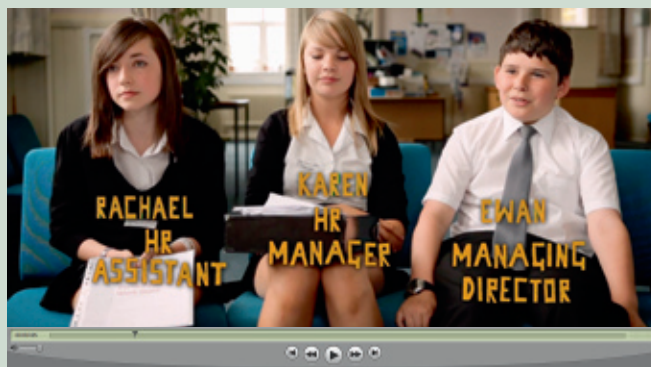 RACHAEL
HR
ASSISTANT
KAREN
HR
MANAGER
EWAN
MANAGING
DIRECTOR